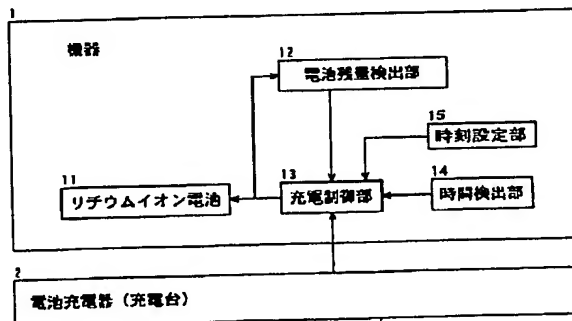 1
機器
12
電池残量検出部
15
時刻設定部
11
リチウムイオン電池
13
充電制御部
14
時間検出部
2
電池充電器（充電台）